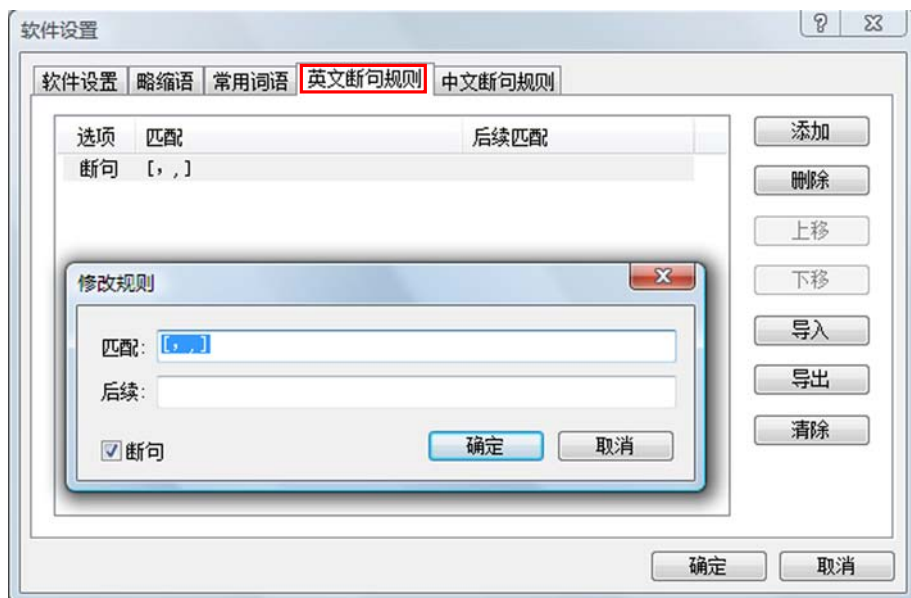 软件设置
软件设置 略缩语 常用词语 英文断句规则 中文断句规则
选项 匹配 后续匹配
断句 [，,]
添加
删除
上移
下移
导入
导出
清除
修改规则
匹配: [，,]
后续:
断句
确定 取消
确定 取消